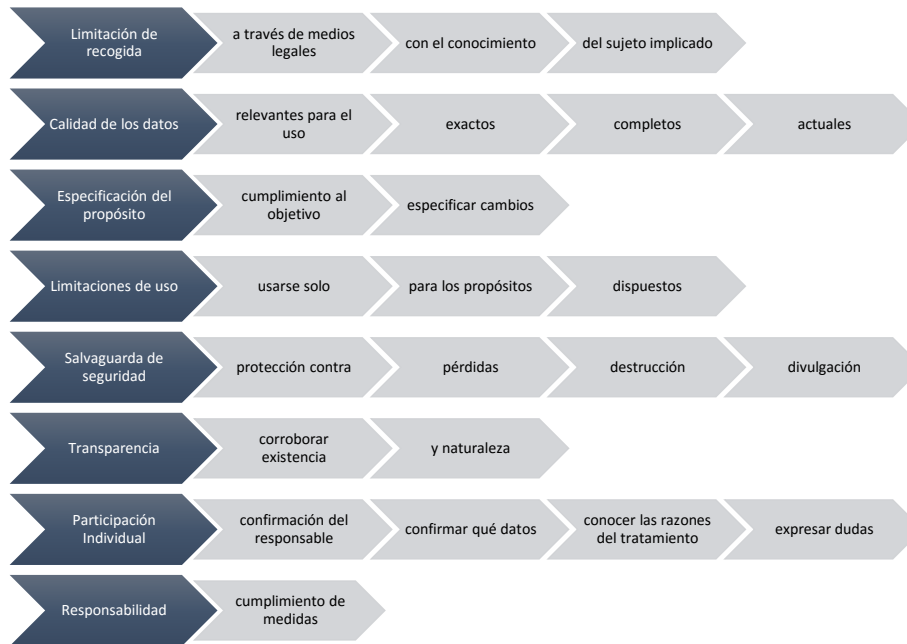 Limitación de
recogida
a través de medios
legales
con el conocimiento
del sujeto implicado
Calidad de los datos
relevantes para el
uso
exactos
completos
actuales
Especificación del
propósito
cumplimiento al
objetivo
especificar cambios
Limitaciones de uso
usarse solo
para los propósitos
dispuestos
Salvaguarda de
seguridad
protección contra
pérdidas
destrucción
divulgación
Transparencia
corroborar
existencia
y naturaleza
Participación
Individual
confirmación del
responsable
confirmar qué datos
conocer las razones
del tratamiento
expresar dudas
Responsabilidad
cumplimiento de
medidas